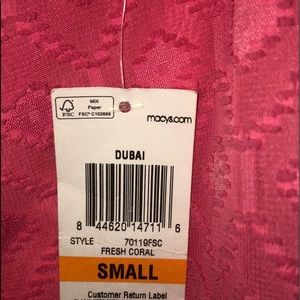 FSC
MIX
Paper
FSC® C102669
macys.com
DUBAI
8 44620 14711 6
STYLE 70119FSC
FRESH CORAL
SMALL
Customer Return Label